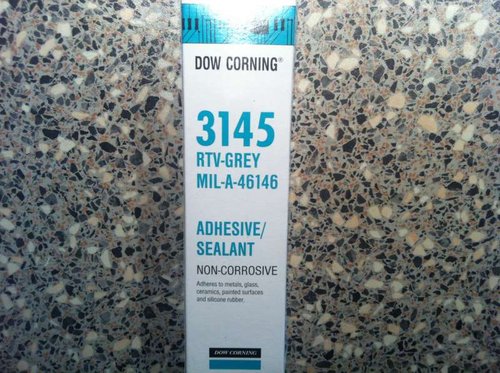 DOW CORNING®
3145
RTV-GREY
MIL-A-46146
ADHESIVE/
SEALANT
NON-CORROSIVE
Adheres to metals, glass,
ceramics, painted surfaces
and silicone rubber.
DOW CORNING